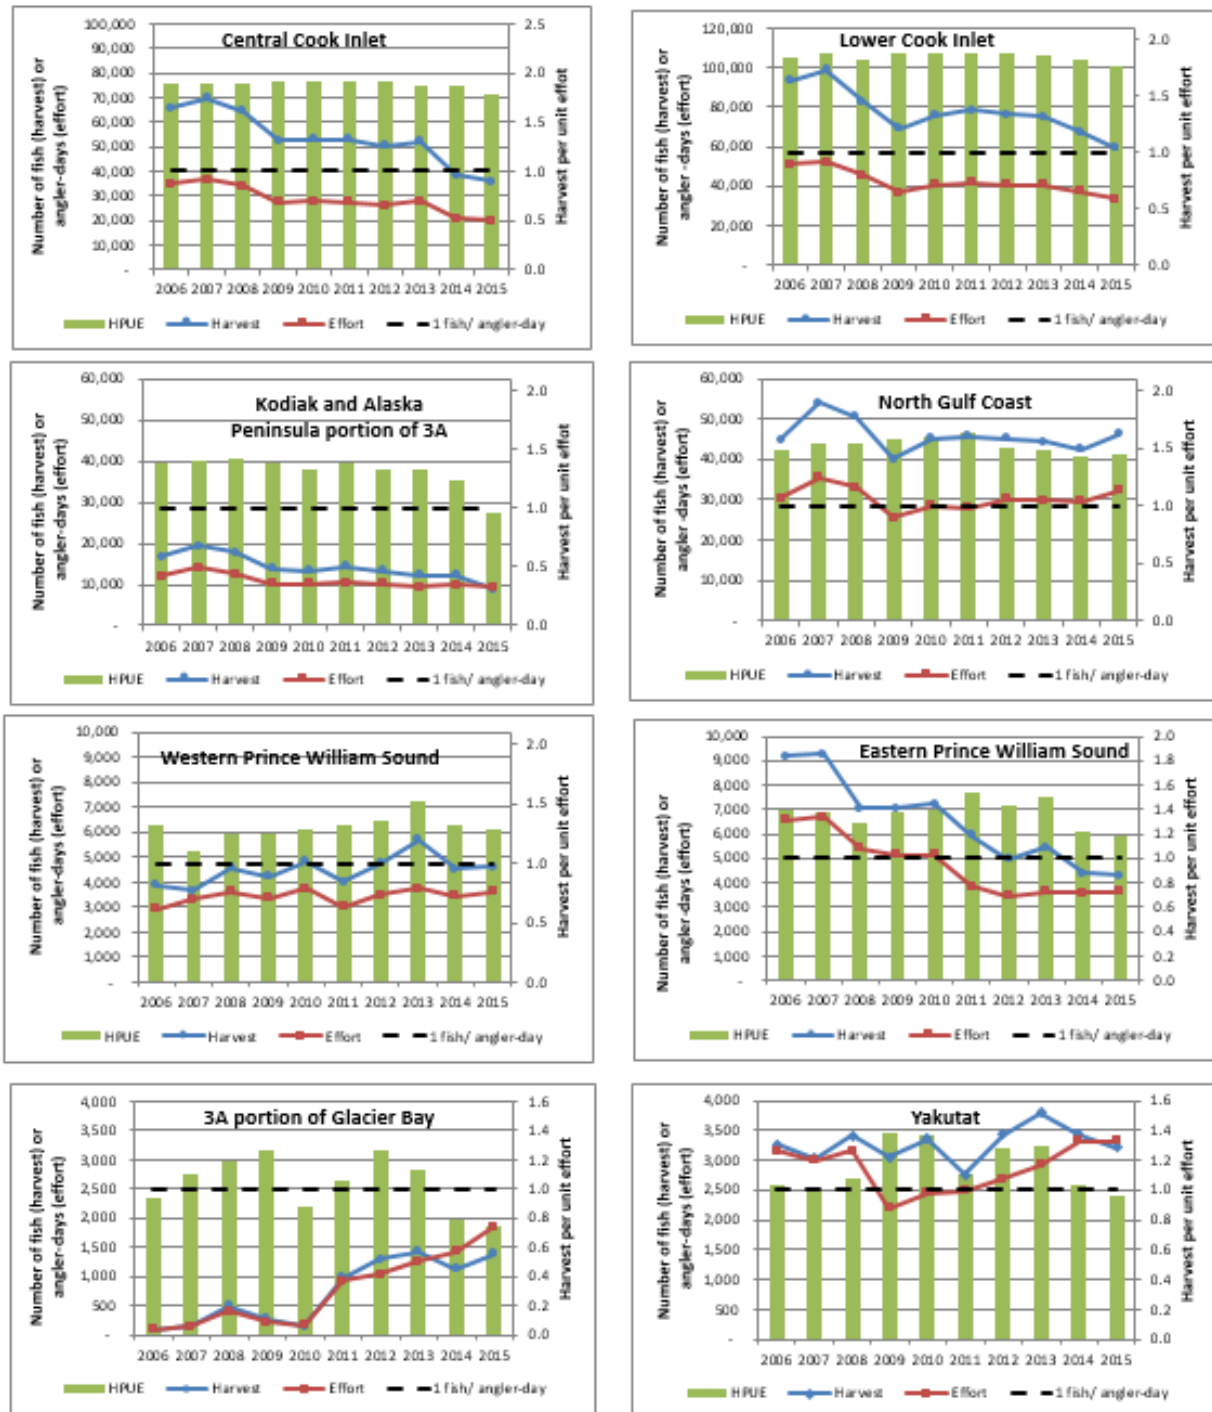 Central Cook Inlet
Number of fish (harvest) or
angler-days (effort)
100,000
90,000
80,000
70,000
60,000
50,000
40,000
30,000
20,000
10,000
-
2.5
2.0
1.5
1.0
0.5
0.0
Harvest per unit effot
2006 2007 2008 2009 2010 2011 2012 2013 2014 2015
HPUE Harvest Effort 1 fish/ angler-day
Lower Cook Inlet
Number of fish (harvest) or
angler -days (effort)
120,000
100,000
80,000
60,000
40,000
20,000
-
2.0
1.5
1.0
0.5
0.0
Harvest per unit effort
2006 2007 2008 2009 2010 2011 2012 2013 2014 2015
HPUE Harvest Effort 1 fish/ angler-day
Kodiak and Alaska
Peninsula portion of 3A
Number of fish (harvest) or
angler-days (effort)
60,000
50,000
40,000
30,000
20,000
10,000
-
2.0
1.5
1.0
0.5
0.0
Harvest per unit effot
2006 2007 2008 2009 2010 2011 2012 2013 2014 2015
HPUE Harvest Effort 1 fish/ angler-day
North Gulf Coast
Number of fish (harvest) or
angler -days (effort)
60,000
50,000
40,000
30,000
20,000
10,000
-
2.0
1.5
1.0
0.5
0.0
Harvest per unit effort
2006 2007 2008 2009 2010 2011 2012 2013 2014 2015
HPUE Harvest Effort 1 fish/ angler-day
Western Prince William Sound
Number of fish (harvest) or
angler-days (effort)
10,000
9,000
8,000
7,000
6,000
5,000
4,000
3,000
2,000
1,000
-
2.0
1.5
1.0
0.5
0.0
Harvest per unit effort
2006 2007 2008 2009 2010 2011 2012 2013 2014 2015
HPUE Harvest Effort 1 fish/ angler-day
Eastern Prince William Sound
Number of fish (harvest) or
angler -days (effort)
10,000
9,000
8,000
7,000
6,000
5,000
4,000
3,000
2,000
1,000
-
2.0
1.8
1.6
1.4
1.2
1.0
0.8
0.6
0.4
0.2
0.0
Harvest per unit effort
2006 2007 2008 2009 2010 2011 2012 2013 2014 2015
HPUE Harvest Effort 1 fish/ angler-day
3A portion of Glacier Bay
Number of fish (harvest) or
angler-days (effort)
4,000
3,500
3,000
2,500
2,000
1,500
1,000
500
-
1.6
1.4
1.2
1.0
0.8
0.6
0.4
0.2
0.0
Harvest per unit effort
2006 2007 2008 2009 2010 2011 2012 2013 2014 2015
HPUE Harvest Effort 1 fish/ angler-day
Yakutat
Number of fish (harvest) or
angler-days (effort)
4,000
3,500
3,000
2,500
2,000
1,500
1,000
500
-
1.6
1.4
1.2
1.0
0.8
0.6
0.4
0.2
0.0
Harvest per unit effort
2006 2007 2008 2009 2010 2011 2012 2013 2014 2015
HPUE Harvest Effort 1 fish/ angler-day